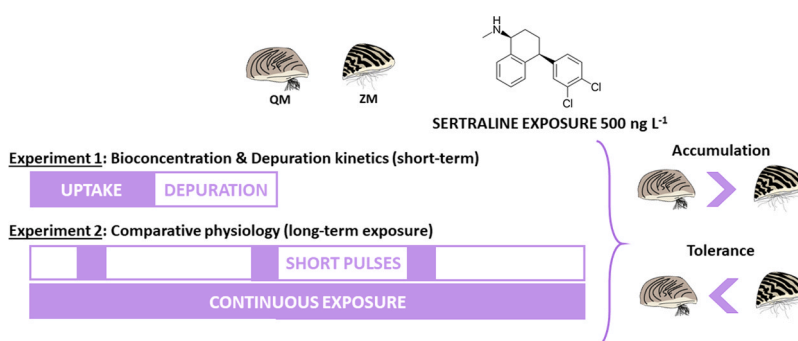 H
N
Cl
Cl
QM
ZM
SERTRALINE EXPOSURE 500 ng L-1
Experiment 1: Bioconcentration & Depuration kinetics (short-term)
UPTAKE
DEPURATION
Experiment 2: Comparative physiology (long-term exposure)
SHORT PULSES
CONTINUOUS EXPOSURE
Accumulation
Tolerance